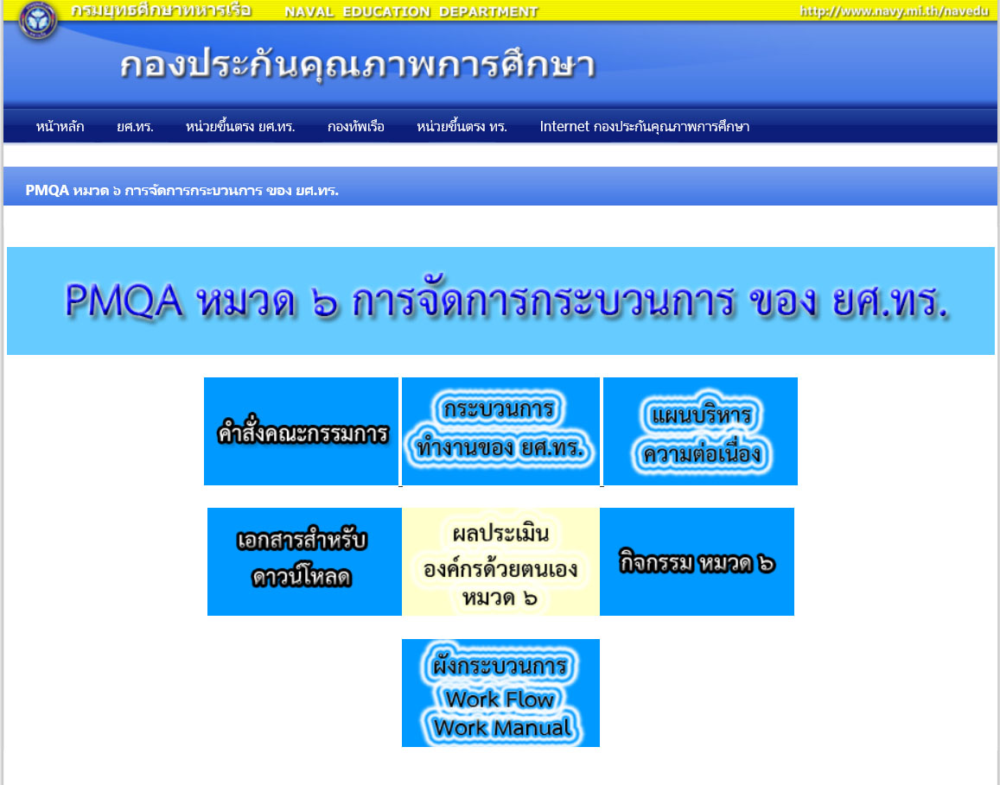 กรมยุทธศึกษาทหารเรือ NAVAL EDUCATION DEPARTMENT http://www.navy.mi.th/navedu
กองประกันคุณภาพการศึกษา
หน้าหลัก ยศ.ทร. หน่วยขึ้นตรง ยศ.ทร. กองทัพเรือ หน่วยขึ้นตรง ทร. Internet กองประกันคุณภาพการศึกษา
PMQA หมวด ๖ การจัดการกระบวนการ ของ ยศ.ทร.
PMQA หมวด ๖ การจัดการกระบวนการ ของ ยศ.ทร.
คำสั่งคณะกรรมการ
กระบวนการ
ทำงานของ ยศ.ทร.
แผนบริหาร
ความต่อเนื่อง
เอกสารสำหรับ
ดาวน์โหลด
ผลประเมิน
องค์กรด้วยตนเอง
หมวด ๖
กิจกรรม หมวด ๖
ผังกระบวนการ
Work Flow
Work Manual